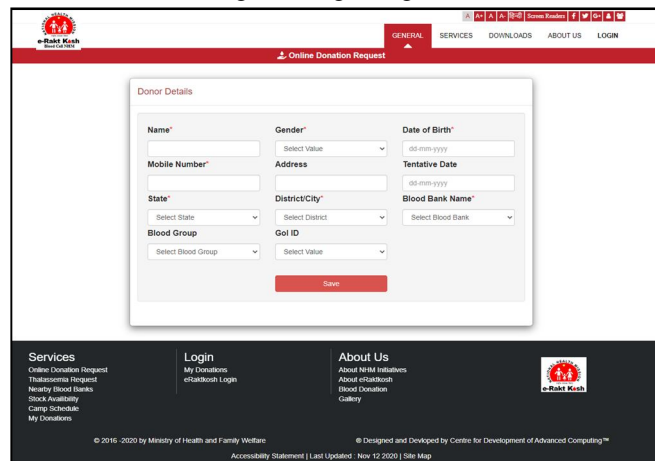 A A+ A A- हिन्दी Screen Readers f G+
e-Rakt Kosh
GENERAL SERVICES DOWNLOADS ABOUT US LOGIN
Online Donation Request
Donor Details
Name* Gender* Date of Birth*
Select Value dd-mm-yyyy
Mobile Number* Address Tentative Date
dd-mm-yyyy
State* District/City* Blood Bank Name*
Select State Select District Select Blood Bank
Blood Group GoI ID
Select Blood Group Select Value
Save
Services Login About Us
Online Donation Request My Donations About NHM Initiatives
Thalassemia Request eRaktkosh Login About eRaktkosh
Nearby Blood Banks Blood Donation
Stock Availibility Gallery
Camp Schedule
My Donations
e-Rakt Kosh
© 2016 -2020 by Ministry of Health and Family Welfare ® Designed and Devloped by Centre for Development of Advanced Computing™
Accessibility Statement | Last Updated : Nov 12 2020 | Site Map